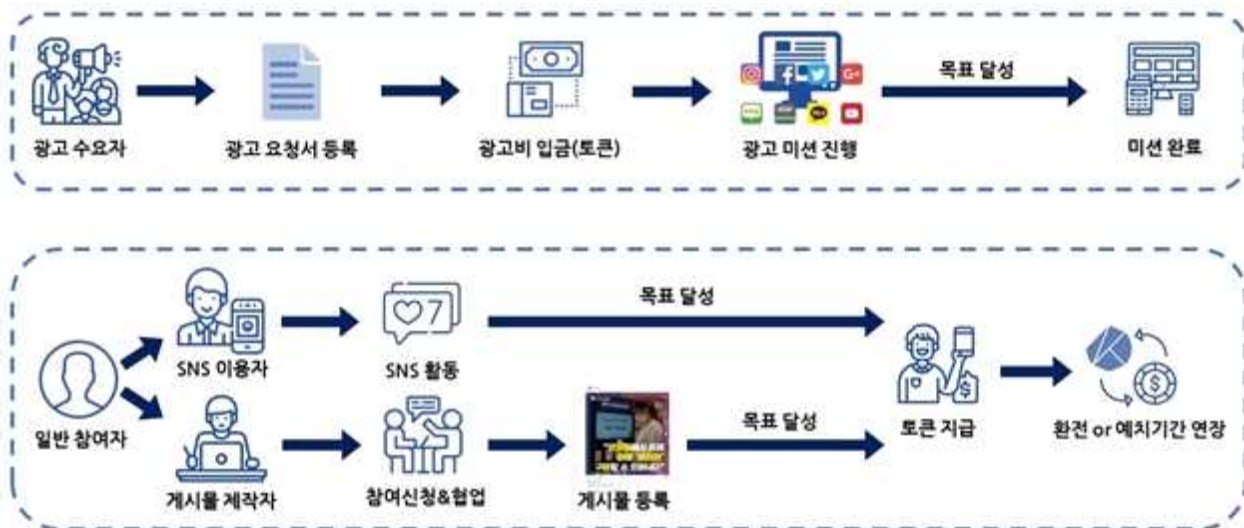 목표 달성
광고 수요자
광고 요청서 등록
광고비 입금(토큰)
광고 미션 진행
미션 완료
목표 달성
SNS 이용자
SNS 활동
일반 참여자
목표 달성
토큰 지급
환전 or 예치기간 연장
게시물 제작자
참여신청&협업
게시물 등록
7